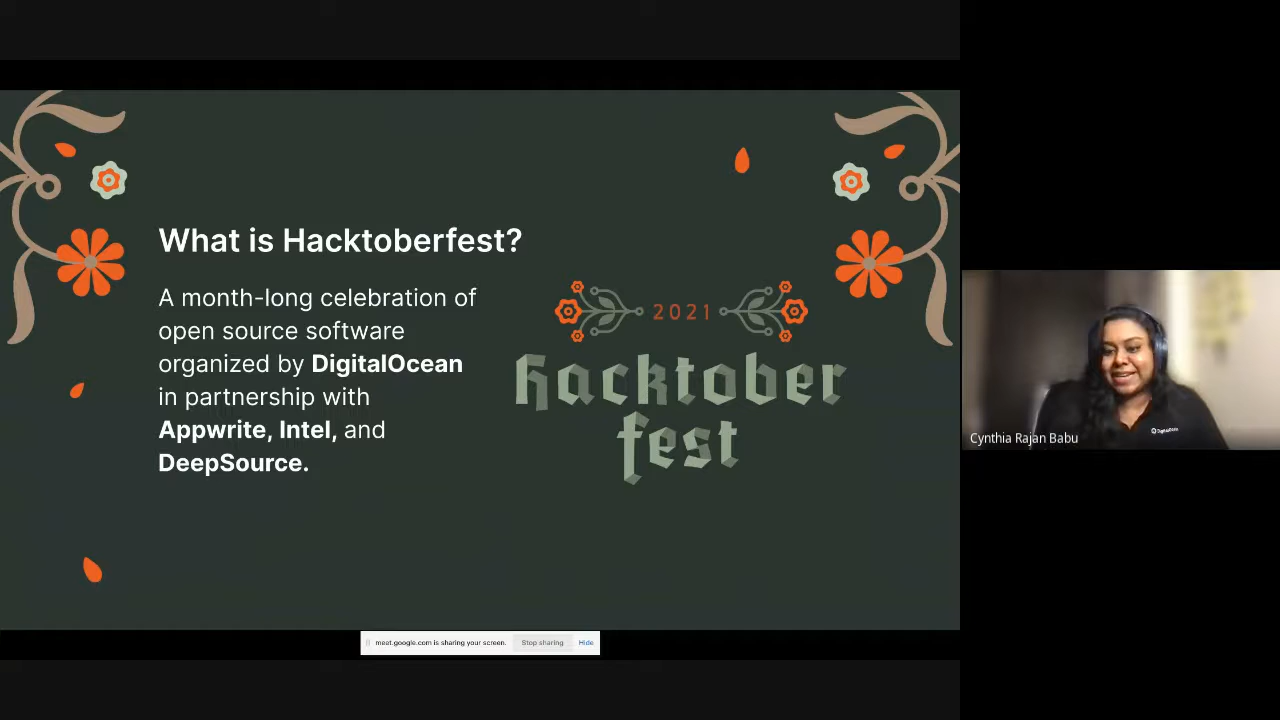 What is Hacktoberfest?
A month-long celebration of
open source software
organized by DigitalOcean
in partnership with
Appwrite, Intel, and
DeepSource.
2021
hacktober
fest
Cynthia Rajan Babu
DigitalOcean
meet.google.com is sharing your screen.
Stop sharing
Hide